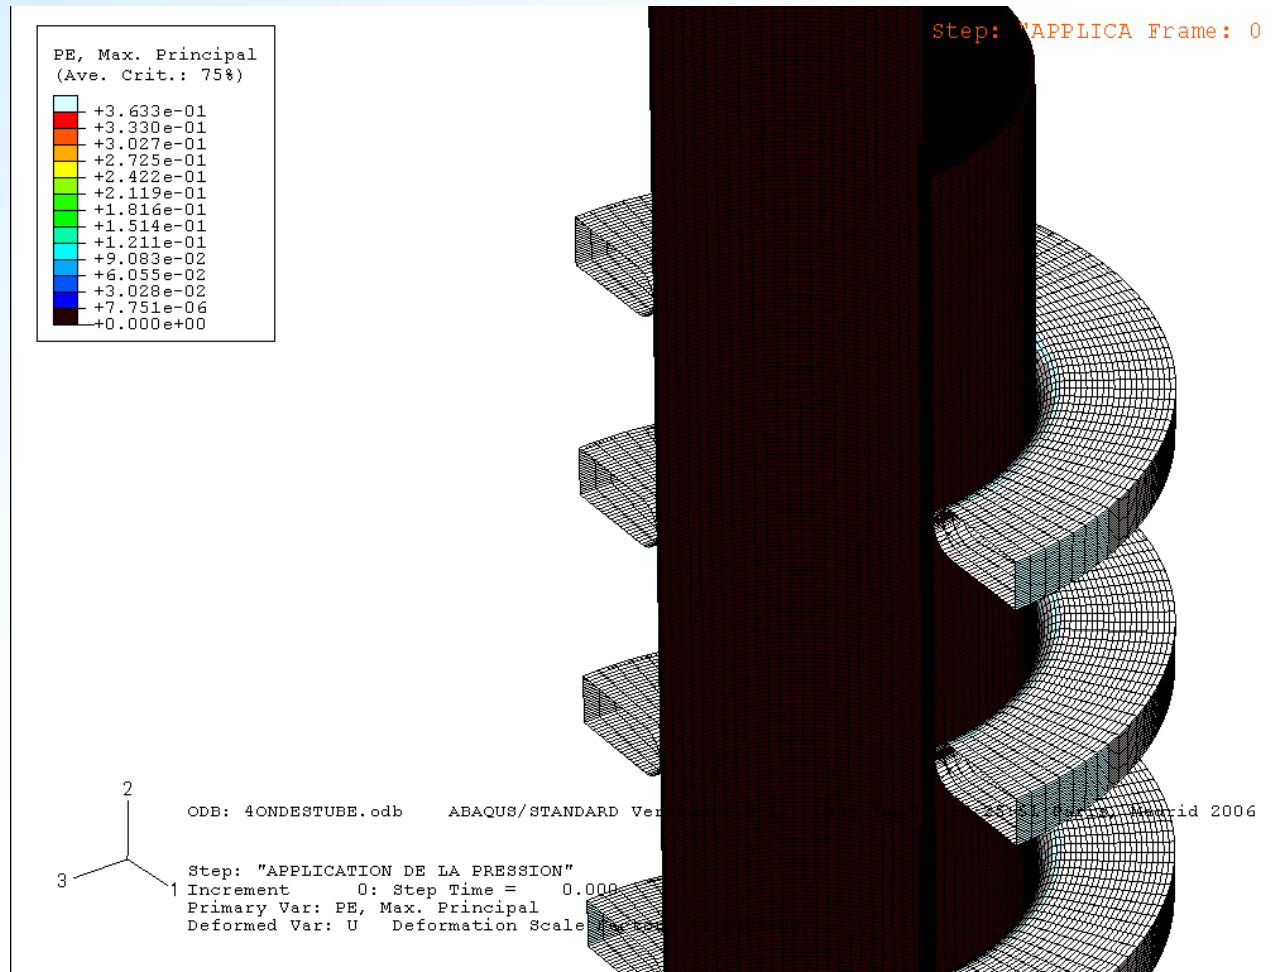 Step: "APPLICA Frame: 0
PE, Max. Principal
(Ave. Crit.: 75%)
+3.633e-01
+3.330e-01
+3.027e-01
+2.725e-01
+2.422e-01
+2.119e-01
+1.816e-01
+1.514e-01
+1.211e-01
+9.083e-02
+6.055e-02
+3.028e-02
+7.751e-06
+0.000e+00
2
3
1
ODB: 4ONDESTUBE.odb ABAQUS/STANDARD 2006
Step: "APPLICATION DE LA PRESSION"
Increment 0: Step Time = 0.000
Primary Var: PE, Max. Principal
Deformed Var: U Deformation Scale